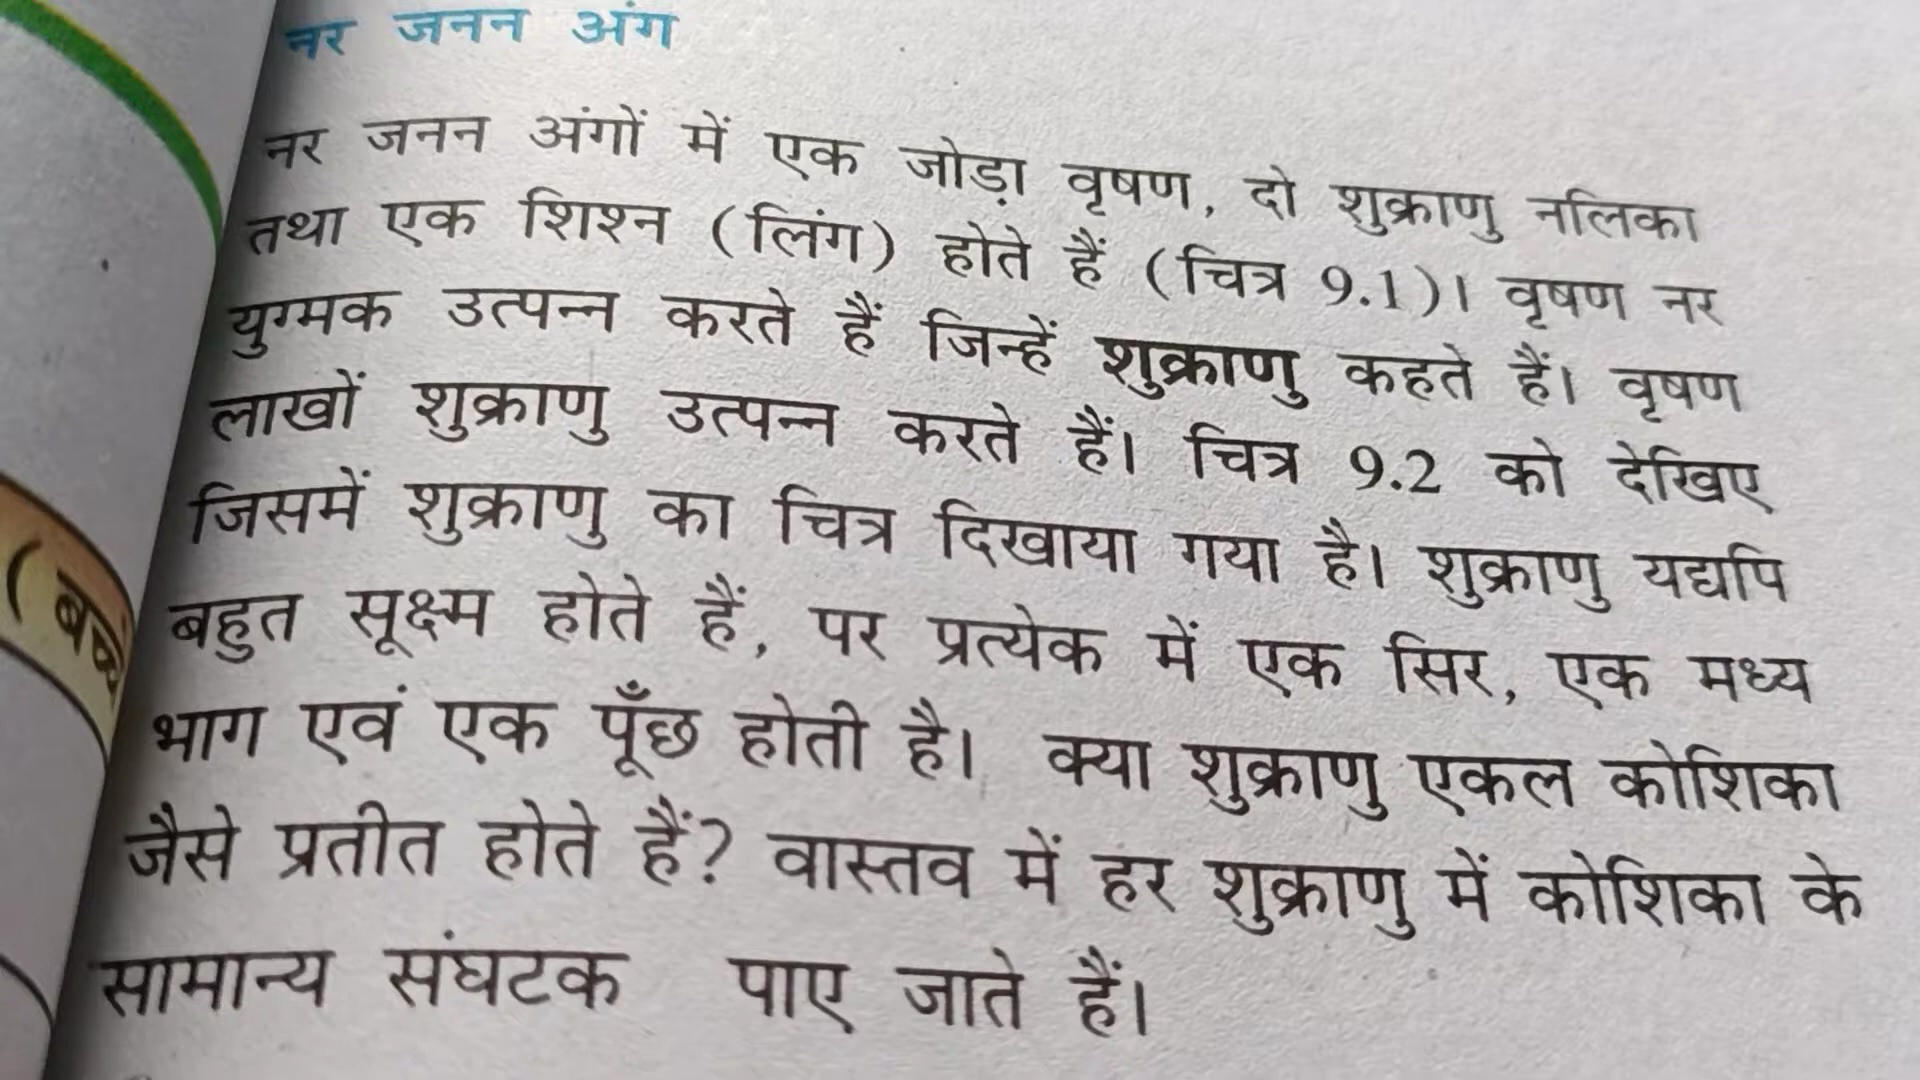 नर जनन अंग
नर जनन अंगों में एक जोड़ा वृषण, दो शुक्राणु नलिका
तथा एक शिश्न (लिंग) होते हैं (चित्र 9.1)। वृषण नर
युग्मक उत्पन्न करते हैं जिन्हें शुक्राणु कहते हैं। वृषण
लाखों शुक्राणु उत्पन्न करते हैं। चित्र 9.2 को देखिए
जिसमें शुक्राणु का चित्र दिखाया गया है। शुक्राणु यद्यपि
बहुत सूक्ष्म होते हैं, पर प्रत्येक में एक सिर, एक मध्य
भाग एवं एक पूँछ होती है। क्या शुक्राणु एकल कोशिका
जैसे प्रतीत होते हैं? वास्तव में हर शुक्राणु में कोशिका के
सामान्य संघटक पाए जाते हैं।